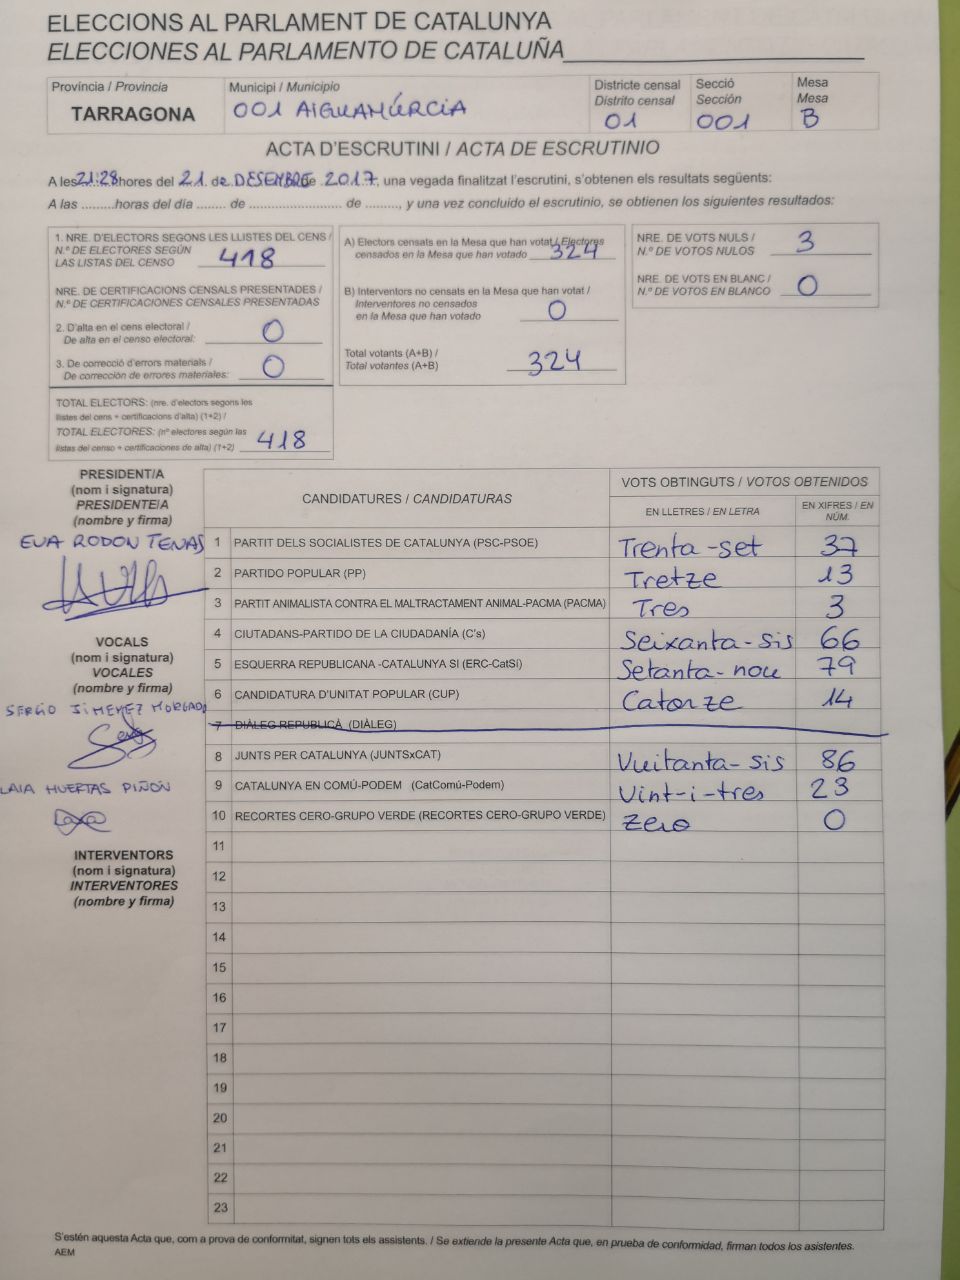 ELECCIONS AL PARLAMENT DE CATALUNYA
ELECCIONES AL PARLAMENTO DE CATALUÑA
Província / Provincia
TARRAGONA
Municipi / Municipio
001 AIGUAMÚRCIA
Districte censal
Distrito censal
01
Secció
Sección
001
Mesa
Mesa
B
ACTA D'ESCRUTINI / ACTA DE ESCRUTINIO
A les 21:28 hores del 21 de DESEMBRE de 2017, una vegada finalitzat l'escrutini, s'obtenen els resultats següents:
A las .........horas del día ........ de ........................ de ........, y una vez concluido el escrutinio, se obtienen los siguientes resultados:
1. NRE. D'ELECTORS SEGONS LES LLISTES DEL CENS /
N.º DE ELECTORES SEGÚN
LAS LISTAS DEL CENSO 418
NRE. DE CERTIFICACIONS CENSALS PRESENTADES /
N.º DE CERTIFICACIONES CENSALES PRESENTADAS
2. D'alta en el cens electoral /
De alta en el censo electoral: 0
3. De correcció d'errors materials /
De corrección de errores materiales: 0
TOTAL ELECTORS: (nre. d'electors segons les
llistes del cens + certificacions d'alta) (1+2) /
TOTAL ELECTORES: (nº electores según las
listas del censo + certificaciones de alta) (1+2) 418
A) Electors censats en la Mesa que han votat / Electores
censados en la Mesa que han votado 324
B) Interventors no censats en la Mesa que han votat /
Interventores no censados
en la Mesa que han votado 0
Total votants (A+B) /
Total votantes (A+B) 324
NRE. DE VOTS NULS /
N.º DE VOTOS NULOS 3
NRE. DE VOTS EN BLANC /
N.º DE VOTOS EN BLANCO 0
PRESIDENT/A
(nom i signatura)
PRESIDENTE/A
(nombre y firma)
EVA RODON TENAS
VOCALS
(nom i signatura)
VOCALES
(nombre y firma)
SERGIO JIMENEZ MORGADO
LAIA HUERTAS PIÑÓN
INTERVENTORS
(nom i signatura)
INTERVENTORES
(nombre y firma)
CANDIDATURES / CANDIDATURAS
VOTS OBTINGUTS / VOTOS OBTENIDOS
EN LLETRES / EN LETRA
EN XIFRES / EN
NÚM.
1 PARTIT DELS SOCIALISTES DE CATALUNYA (PSC-PSOE) Trenta-set 37
2 PARTIDO POPULAR (PP) Tretze 13
3 PARTIT ANIMALISTA CONTRA EL MALTRACTAMENT ANIMAL-PACMA (PACMA) Tres 3
4 CIUTADANS-PARTIDO DE LA CIUDADANÍA (C's) Seixanta-sis 66
5 ESQUERRA REPUBLICANA -CATALUNYA SI (ERC-CatSí) Setanta-nou 79
6 CANDIDATURA D'UNITAT POPULAR (CUP) Catorze 14
7 DIÀLEG REPUBLICÀ (DIÀLEG)
8 JUNTS PER CATALUNYA (JUNTSxCAT) Vuitanta-sis 86
9 CATALUNYA EN COMÚ-PODEM (CatComú-Podem) Vint-i-tres 23
10 RECORTES CERO-GRUPO VERDE (RECORTES CERO-GRUPO VERDE) Zero 0
11
12
13
14
15
16
17
18
19
20
21
22
23
S'estén aquesta Acta que, com a prova de conformitat, signen tots els assistents. / Se extiende la presente Acta que, en prueba de conformidad, firman todos los asistentes.
AEM